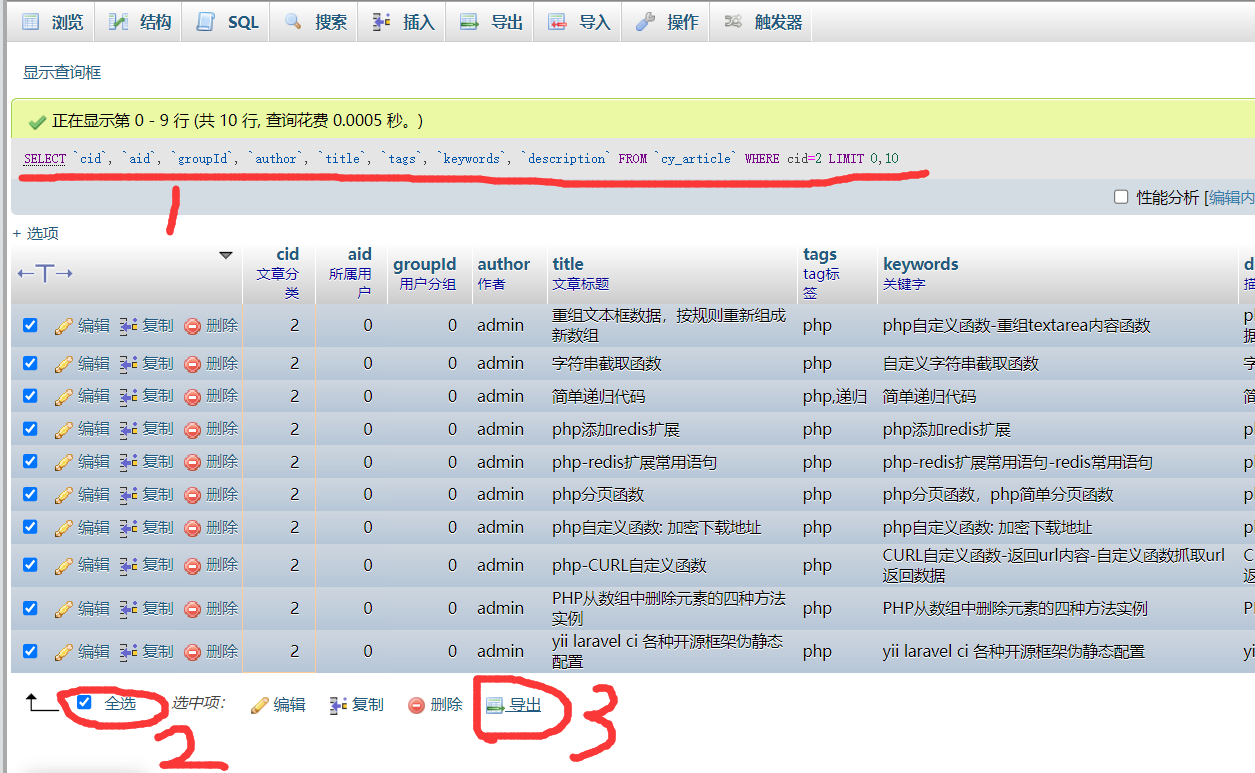 浏览 结构 SQL 搜索 插入 导出 导入 操作 触发器
显示查询框
正在显示第 0 - 9 行 (共 10 行, 查询花费 0.0005 秒。)
SELECT `cid`, `aid`, `groupId`, `author`, `title`, `tags`, `keywords`, `description` FROM `cy_article` WHERE cid=2 LIMIT 0,10
1
性能分析 [编辑内
+ 选项
←T→ cid 文章分类 aid 所属用户 groupId 用户分组 author 作者 title 文章标题 tags tag标签 keywords 关键字 d
编辑 复制 删除 2 0 0 admin 重组文本框数据，按规则重新组成新数组 php php自定义函数-重组textarea内容函数
编辑 复制 删除 2 0 0 admin 字符串截取函数 php 自定义字符串截取函数
编辑 复制 删除 2 0 0 admin 简单递归代码 php,递归 简单递归代码 简
编辑 复制 删除 2 0 0 admin php添加redis扩展 php php添加redis扩展
编辑 复制 删除 2 0 0 admin php-redis扩展常用语句 php php-redis扩展常用语句-redis常用语句
编辑 复制 删除 2 0 0 admin php分页函数 php php分页函数，php简单分页函数
编辑 复制 删除 2 0 0 admin php自定义函数: 加密下载地址 php php自定义函数: 加密下载地址
编辑 复制 删除 2 0 0 admin php-CURL自定义函数 php CURL自定义函数-返回url内容-自定义函数抓取url返回数据
编辑 复制 删除 2 0 0 admin PHP从数组中删除元素的四种方法实例 php PHP从数组中删除元素的四种方法实例
编辑 复制 删除 2 0 0 admin yii laravel ci 各种开源框架伪静态配置 php yii laravel ci 各种开源框架伪静态配置 yi
全选 选中项: 编辑 复制 删除 导出
2 3